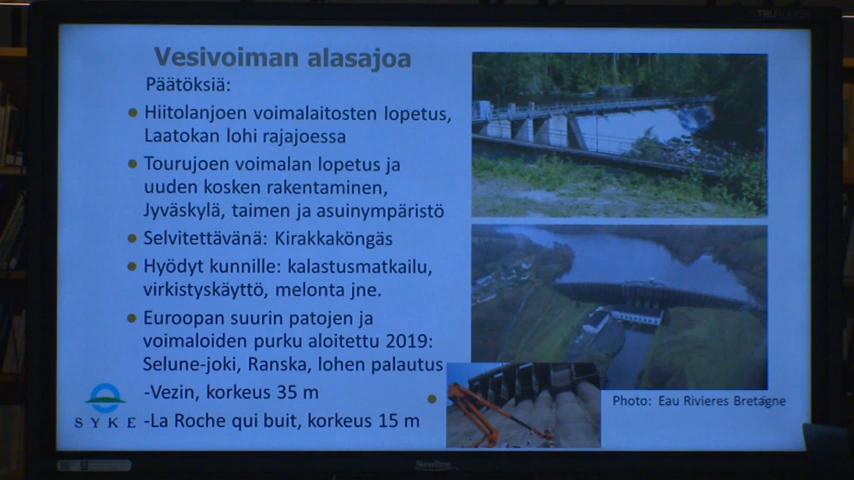 Vesivoiman alasajoa
Päätöksiä:
Hiitolanjoen voimalaitosten lopetus,
Laatokan lohi rajajoessa
Tourujoen voimalan lopetus ja
uuden kosken rakentaminen,
Jyväskylä, taimen ja asuinympäristö
Selvitettävänä: Kirakkaköngäs
Hyödyt kunnille: kalastusmatkailu,
virkistyskäyttö, melonta jne.
Euroopan suurin patojen ja
voimaloiden purku aloitettu 2019:
Selune-joki, Ranska, lohen palautus
-Vezin, korkeus 35 m
-La Roche qui buit, korkeus 15 m
SYKE
Photo: Eau Rivieres Bretagne
Newline